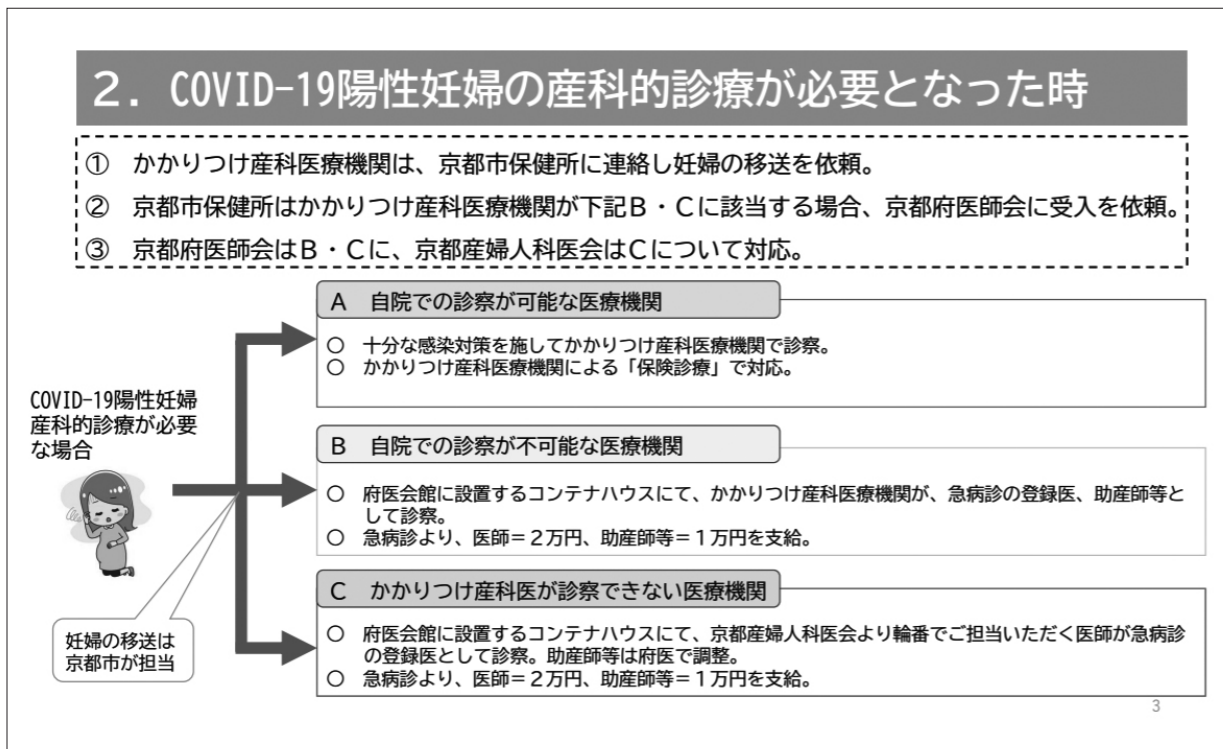 ２．COVID-19陽性妊婦の産科的診療が必要となった時
①　かかりつけ産科医療機関は、京都市保健所に連絡し妊婦の移送を依頼。
②　京都市保健所はかかりつけ産科医療機関が下記Ｂ・Ｃに該当する場合、京都府医師会に受入を依頼。
③　京都府医師会はＢ・Ｃに、京都産婦人科医会はＣについて対応。
Ａ　自院での診察が可能な医療機関
○　十分な感染対策を施してかかりつけ産科医療機関で診察。
○　かかりつけ産科医療機関による「保険診療」で対応。
COVID-19陽性妊婦
産科的診療が必要
な場合
Ｂ　自院での診察が不可能な医療機関
○　府医会館に設置するコンテナハウスにて、かかりつけ産科医療機関が、急病診の登録医、助産師等と
して診察。
○　急病診より、医師＝２万円、助産師等＝１万円を支給。
Ｃ　かかりつけ産科医が診察できない医療機関
○　府医会館に設置するコンテナハウスにて、京都産婦人科医会より輪番でご担当いただく医師が急病診
の登録医として診察。助産師等は府医で調整。
○　急病診より、医師＝２万円、助産師等＝１万円を支給。
妊婦の移送は
京都市が担当
3